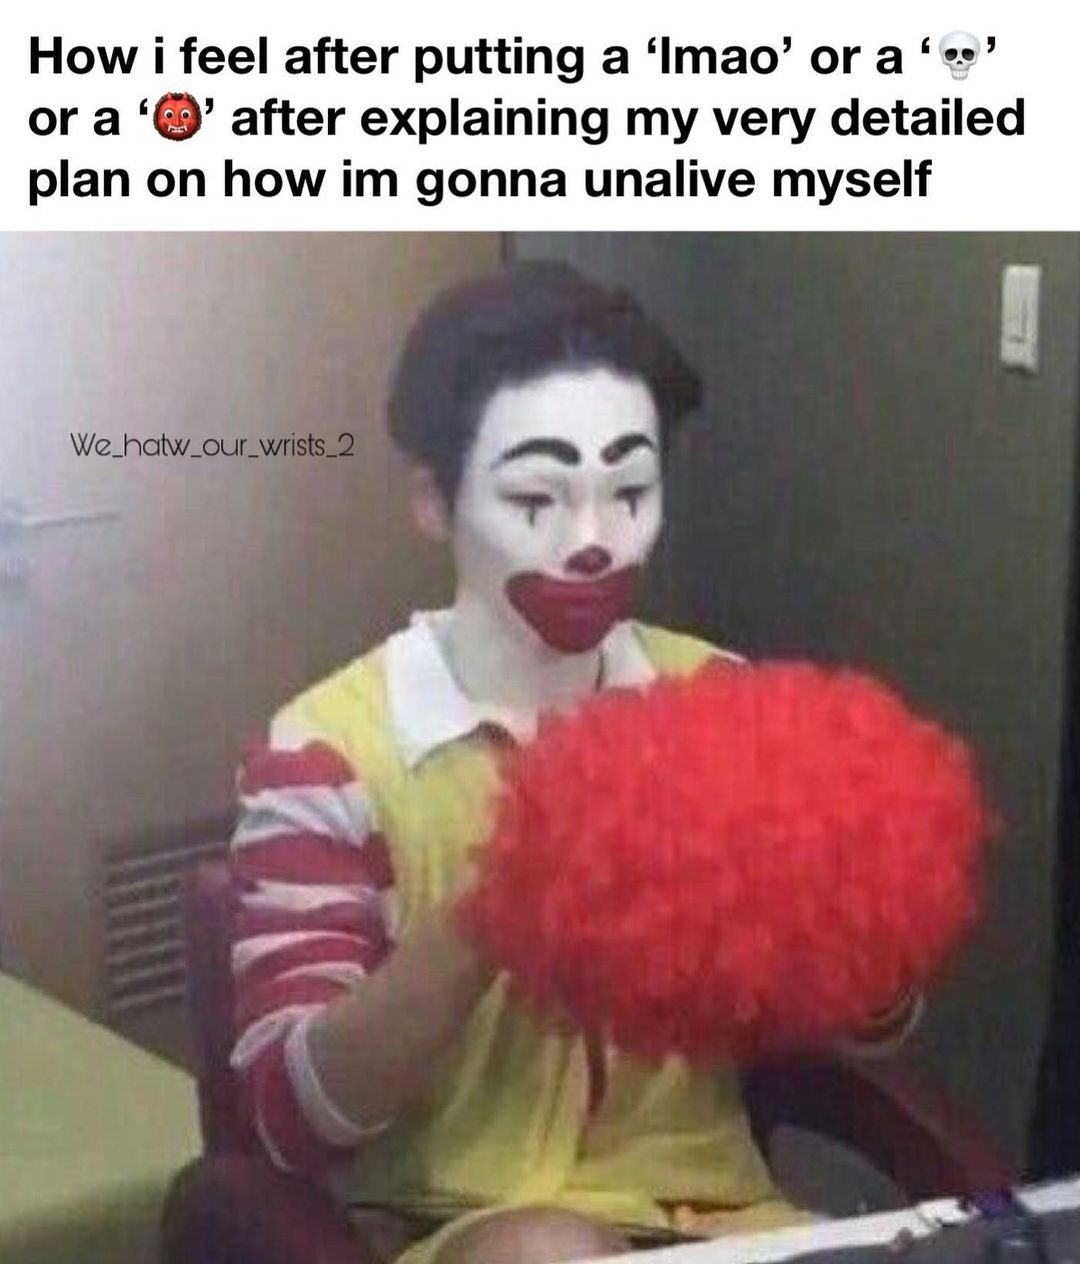 How i feel after putting a ‘lmao’ or a ‘💀’
or a ‘👹’ after explaining my very detailed
plan on how im gonna unalive myself
We_hatw_our_wrists_2